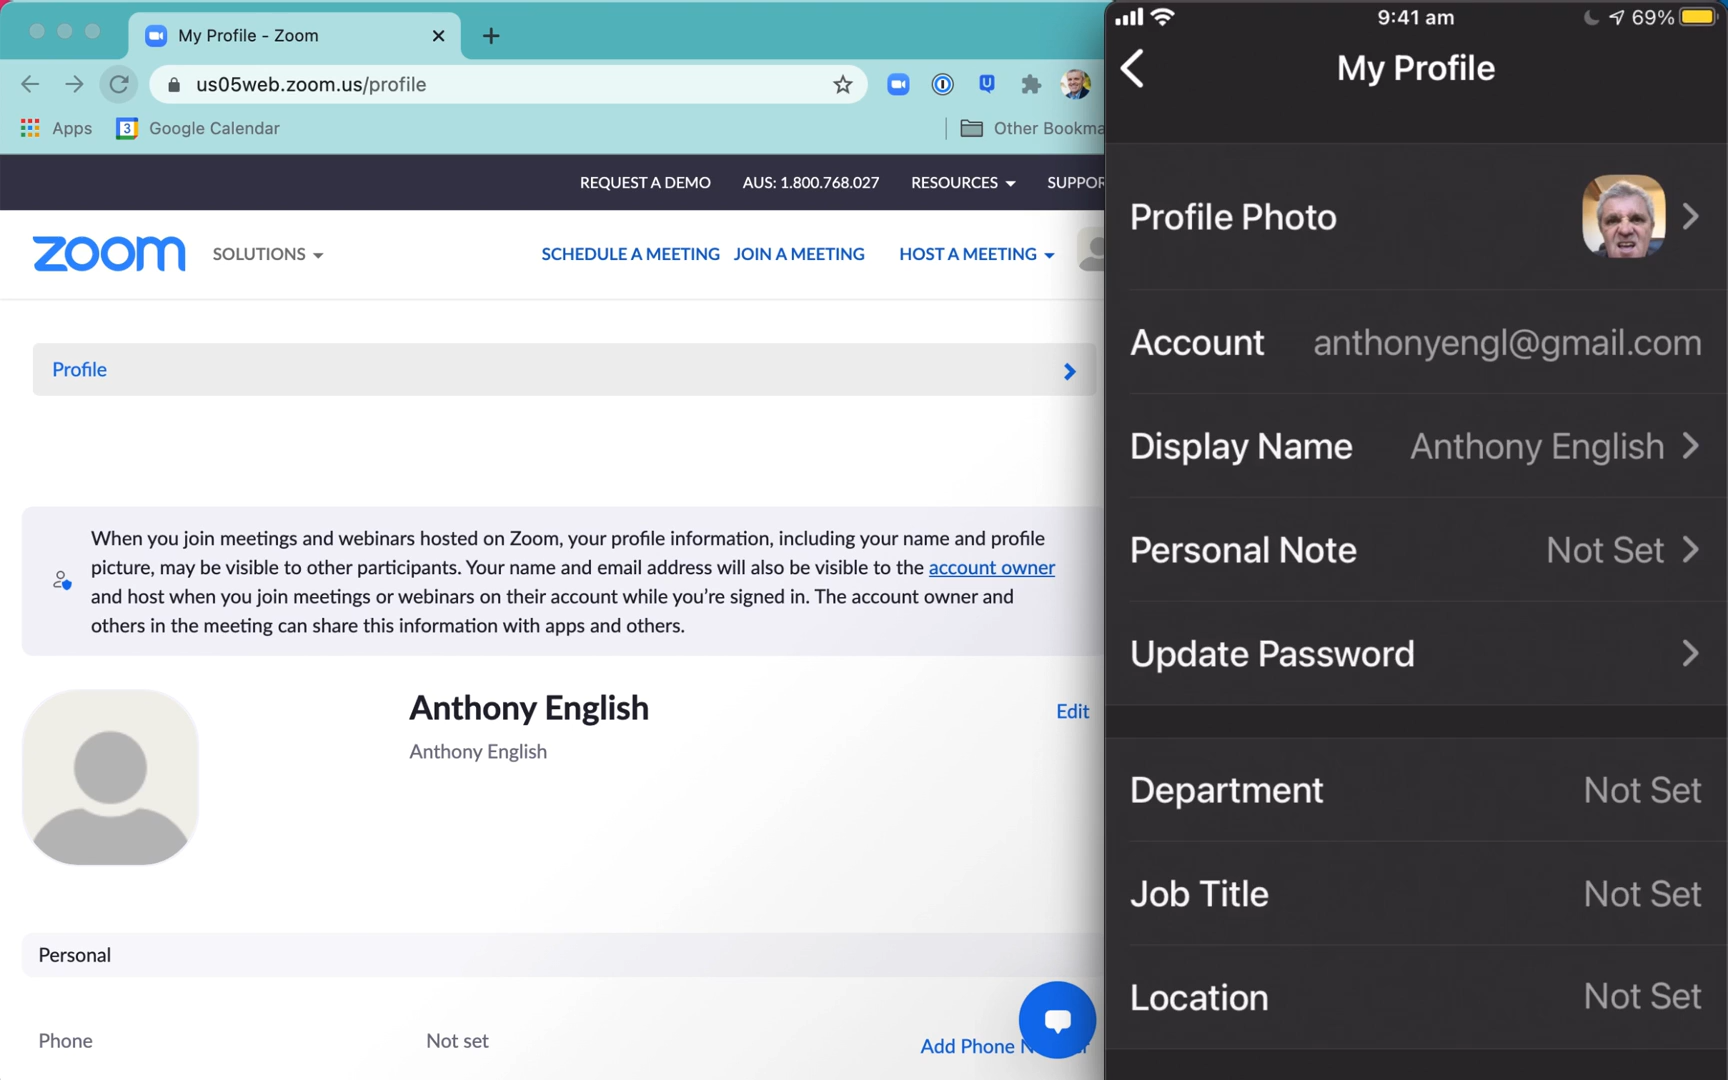 My Profile - Zoom
us05web.zoom.us/profile
Apps
3
Google Calendar
Other Bookma
REQUEST A DEMO
AUS: 1.800.768.027
RESOURCES
SUPPOR
zoom
SOLUTIONS
SCHEDULE A MEETING
JOIN A MEETING
HOST A MEETING
Profile
When you join meetings and webinars hosted on Zoom, your profile information, including your name and profile
picture, may be visible to other participants. Your name and email address will also be visible to the account owner
and host when you join meetings or webinars on their account while you're signed in. The account owner and
others in the meeting can share this information with apps and others.
Anthony English
Edit
Anthony English
Personal
Phone
Not set
Add Phone
9:41 am
69%
My Profile
Profile Photo
Account
anthonyengl@gmail.com
Display Name
Anthony English
Personal Note
Not Set
Update Password
Department
Not Set
Job Title
Not Set
Location
Not Set